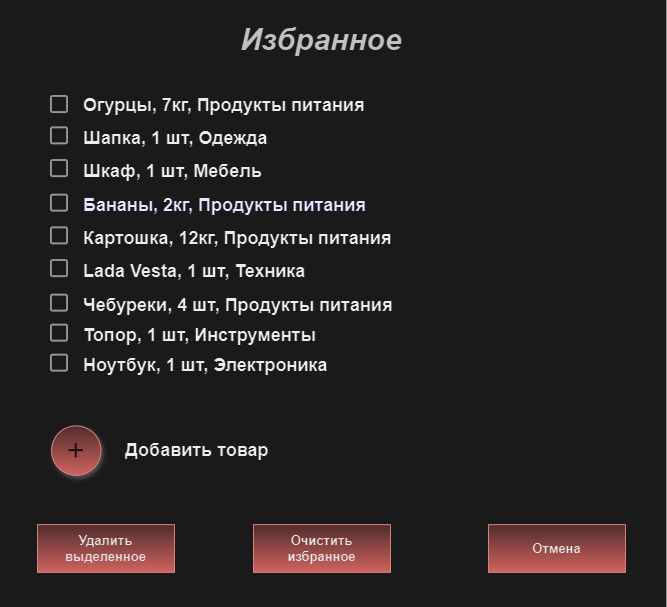 Избранное
Огурцы, 7кг, Продукты питания
Шапка, 1 шт, Одежда
Шкаф, 1 шт, Мебель
Бананы, 2кг, Продукты питания
Картошка, 12кг, Продукты питания
Lada Vesta, 1 шт, Техника
Чебуреки, 4 шт, Продукты питания
Топор, 1 шт, Инструменты
Ноутбук, 1 шт, Электроника
+ Добавить товар
Удалить
выделенное
Очистить
избранное
Отмена